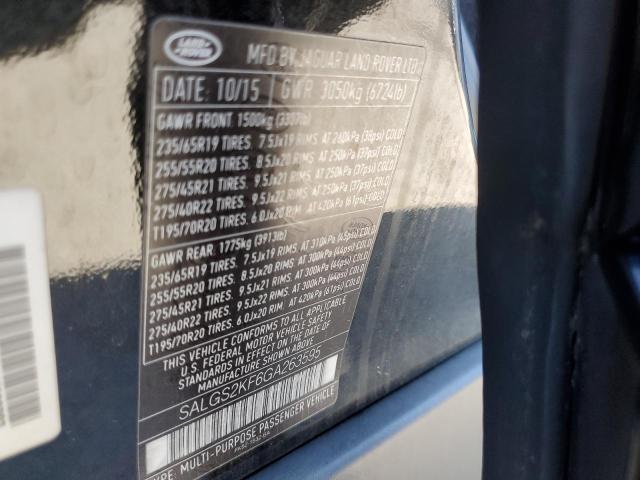 LAND ROVER
MFD BY JAGUAR LAND ROVER LTD
DATE: 10/15 GWR 3050kg (6724lb)
GAWR FRONT 1500kg (3307lb)
235/65R19 TIRES 7.5Jx19 RIMS AT 260kPa (38psi) COLD
255/55R20 TIRES 8.5Jx20 RIMS AT 250kPa (37psi) COLD
275/45R21 TIRES 9.5Jx21 RIMS AT 250kPa (37psi) COLD
275/40R22 TIRES 9.5Jx22 RIMS AT 250kPa (37psi) COLD
T195/70R20 TIRES 6.0Jx20 RIM AT 420kPa (61psi) COLD
GAWR REAR 1775kg (3913lb)
235/65R19 TIRES 7.5Jx19 RIMS AT 310kPa (45psi) COLD
255/55R20 TIRES 8.5Jx20 RIMS AT 300kPa (44psi) COLD
275/45R21 TIRES 9.5Jx21 RIMS AT 300kPa (44psi) COLD
275/40R22 TIRES 9.5Jx22 RIMS AT 300kPa (44psi) COLD
T195/70R20 TIRES 6.0Jx20 RIM AT 420kPa (61psi) COLD
THIS VEHICLE CONFORMS TO ALL APPLICABLE
U.S. FEDERAL MOTOR VEHICLE SAFETY
AND THEFT PREVENTION STANDARDS IN EFFECT
ON THE DATE OF MANUFACTURE SHOWN ABOVE
SALGS2KF6GA263595
TYPE: MULTI-PURPOSE PASSENGER VEHICLE